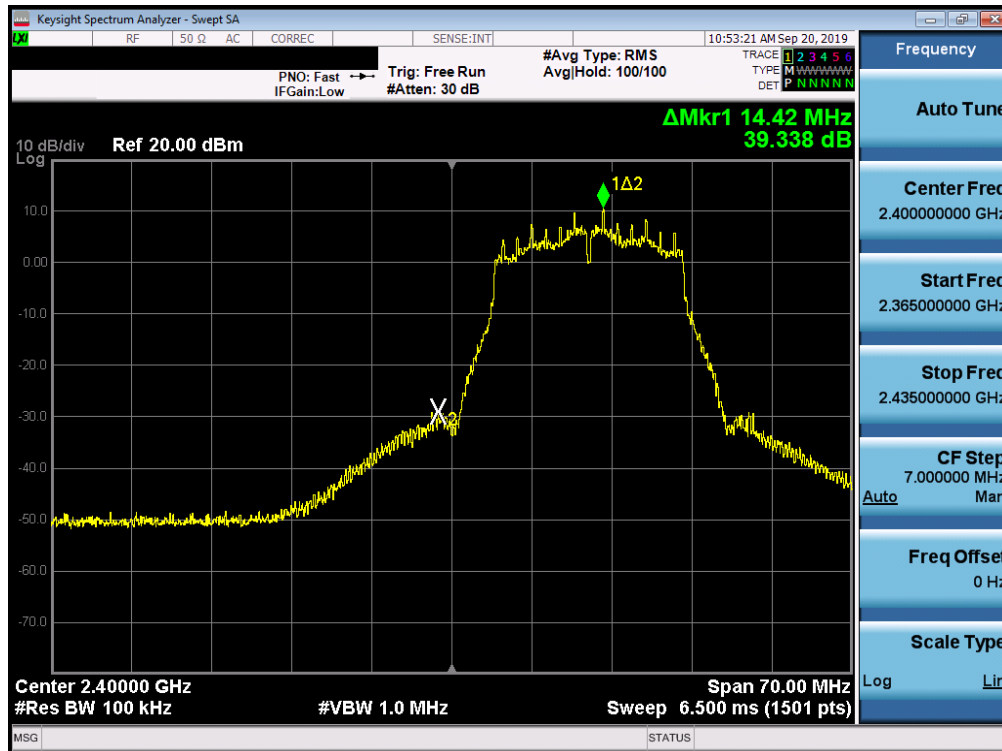 Keysight Spectrum Analyzer - Swept SA
LXI RF 50 Ω AC CORREC SENSE:INT 10:53:21 AM Sep 20, 2019
PNO: Fast
IFGain:Low
Trig: Free Run
#Atten: 30 dB
#Avg Type: RMS
Avg|Hold: 100/100
TRACE 1 2 3 4 5 6
TYPE M WWWWW
DET P N N N N N
Frequency
ΔMkr1 14.42 MHz
39.338 dB
10 dB/div Ref 20.00 dBm
Log
1Δ2
10.0
0.00
-10.0
-20.0
-30.0
X2
-40.0
-50.0
-60.0
-70.0
Center 2.40000 GHz Span 70.00 MHz
#Res BW 100 kHz #VBW 1.0 MHz Sweep 6.500 ms (1501 pts)
Auto Tune
Center Freq
2.400000000 GHz
Start Freq
2.365000000 GHz
Stop Freq
2.435000000 GHz
CF Step
7.000000 MHz
Auto Man
Freq Offset
0 Hz
Scale Type
Log Lin
MSG STATUS